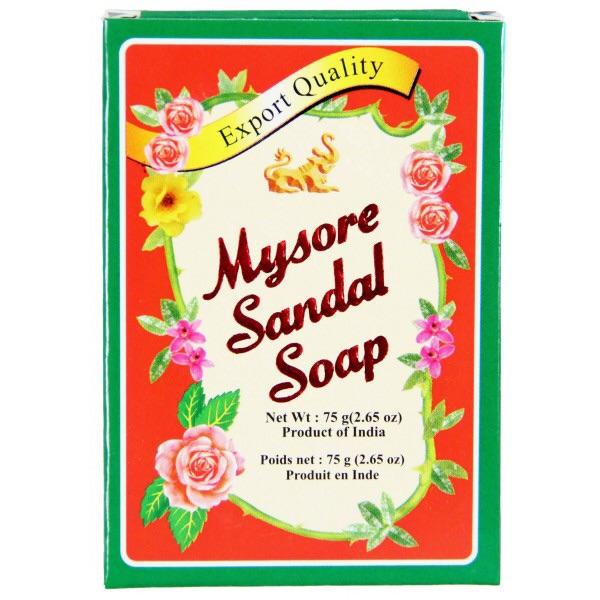 Export Quality
Mysore
Sandal
Soap
Net Wt : 75 g(2.65 oz)
Product of India
Poids net : 75 g (2.65 oz)
Produit en Inde